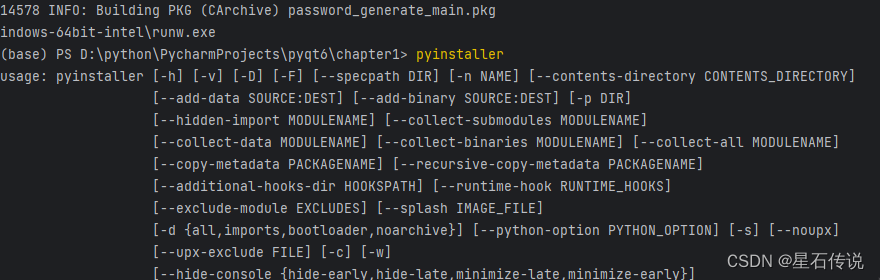 14578 INFO: Building PKG (CArchive) password_generate_main.pkg
indows-64bit-intel\runw.exe
(base) PS D:\python\PycharmProjects\pyqt6\chapter1> pyinstaller
usage: pyinstaller [-h] [-v] [-D] [-F] [--specpath DIR] [-n NAME] [--contents-directory CONTENTS_DIRECTORY]
[--add-data SOURCE:DEST] [--add-binary SOURCE:DEST] [-p DIR]
[--hidden-import MODULENAME] [--collect-submodules MODULENAME]
[--collect-data MODULENAME] [--collect-binaries MODULENAME] [--collect-all MODULENAME]
[--copy-metadata PACKAGENAME] [--recursive-copy-metadata PACKAGENAME]
[--additional-hooks-dir HOOKSPATH] [--runtime-hook RUNTIME_HOOKS]
[--exclude-module EXCLUDES] [--splash IMAGE_FILE]
[-d {all,imports,bootloader,noarchive}] [--python-option PYTHON_OPTION] [-s] [--noupx]
[--upx-exclude FILE] [-c] [-w]
[--hide-console {hide-early,hide-late,minimize-late,minimize-early}]
CSDN @星石传说